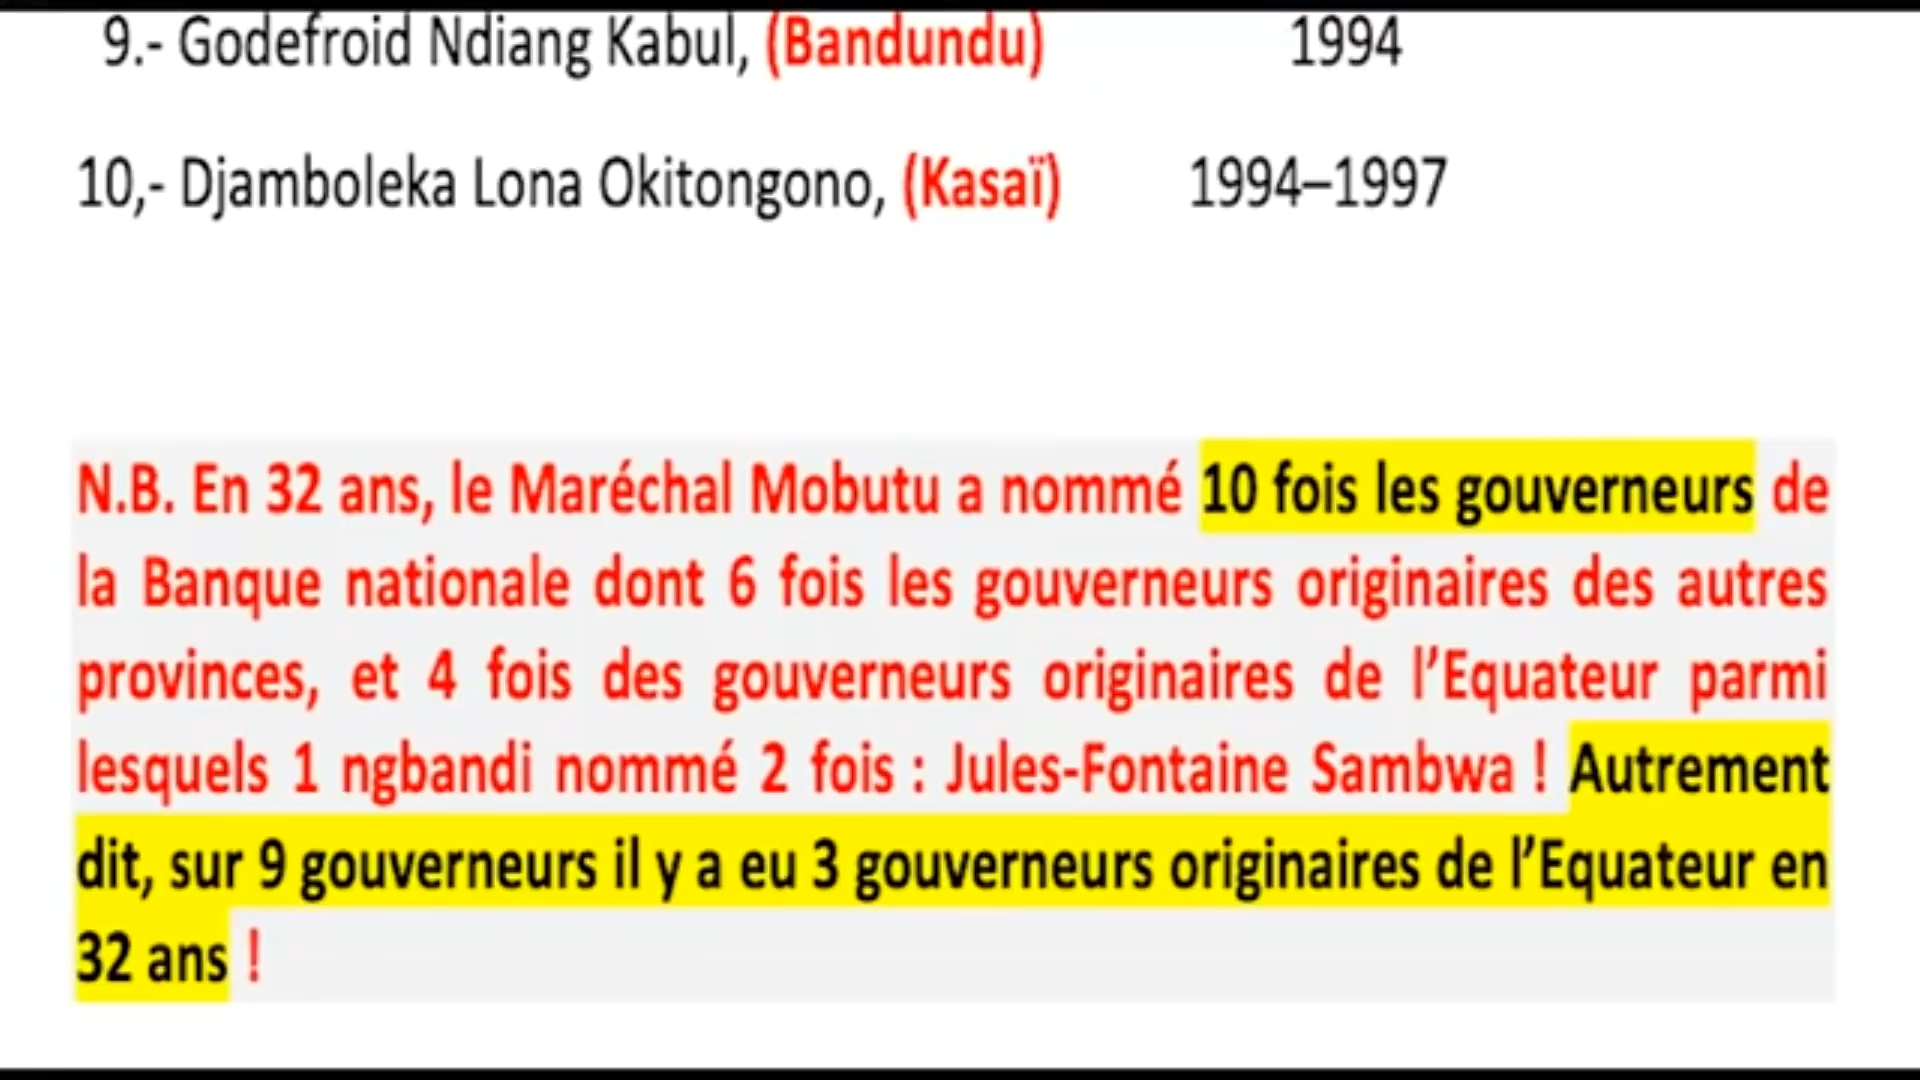 9.- Godefroid Ndiang Kabul, (Bandundu) 1994
10,- Djamboleka Lona Okitongono, (Kasaï) 1994–1997
N.B. En 32 ans, le Maréchal Mobutu a nommé 10 fois les gouverneurs de
la Banque nationale dont 6 fois les gouverneurs originaires des autres
provinces, et 4 fois des gouverneurs originaires de l’Equateur parmi
lesquels 1 ngbandi nommé 2 fois : Jules-Fontaine Sambwa ! Autrement
dit, sur 9 gouverneurs il y a eu 3 gouverneurs originaires de l’Equateur en
32 ans !